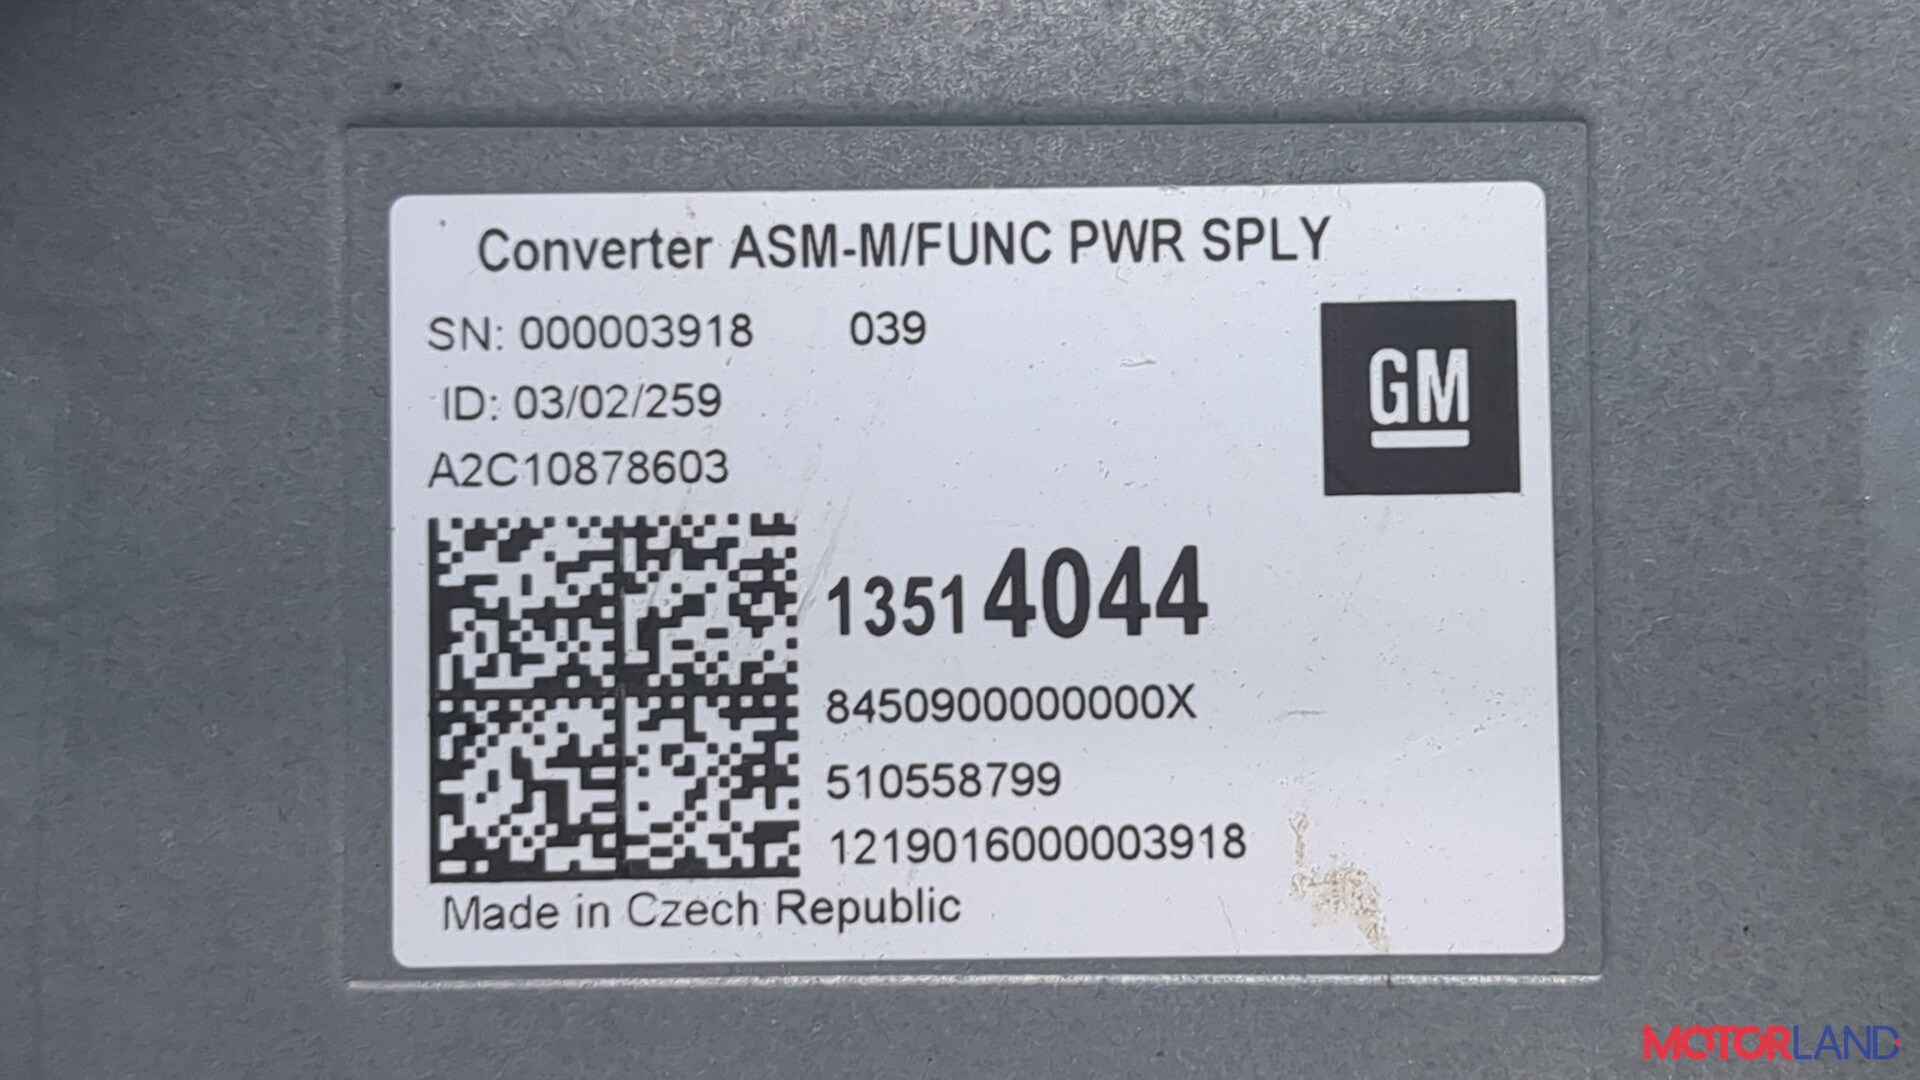 Converter ASM-M/FUNC PWR SPLY
SN: 000003918 039
ID: 03/02/259
A2C10878603
GM
13514044
8450900000000X
510558799
1219016000003918
Made in Czech Republic
MOTORLAND